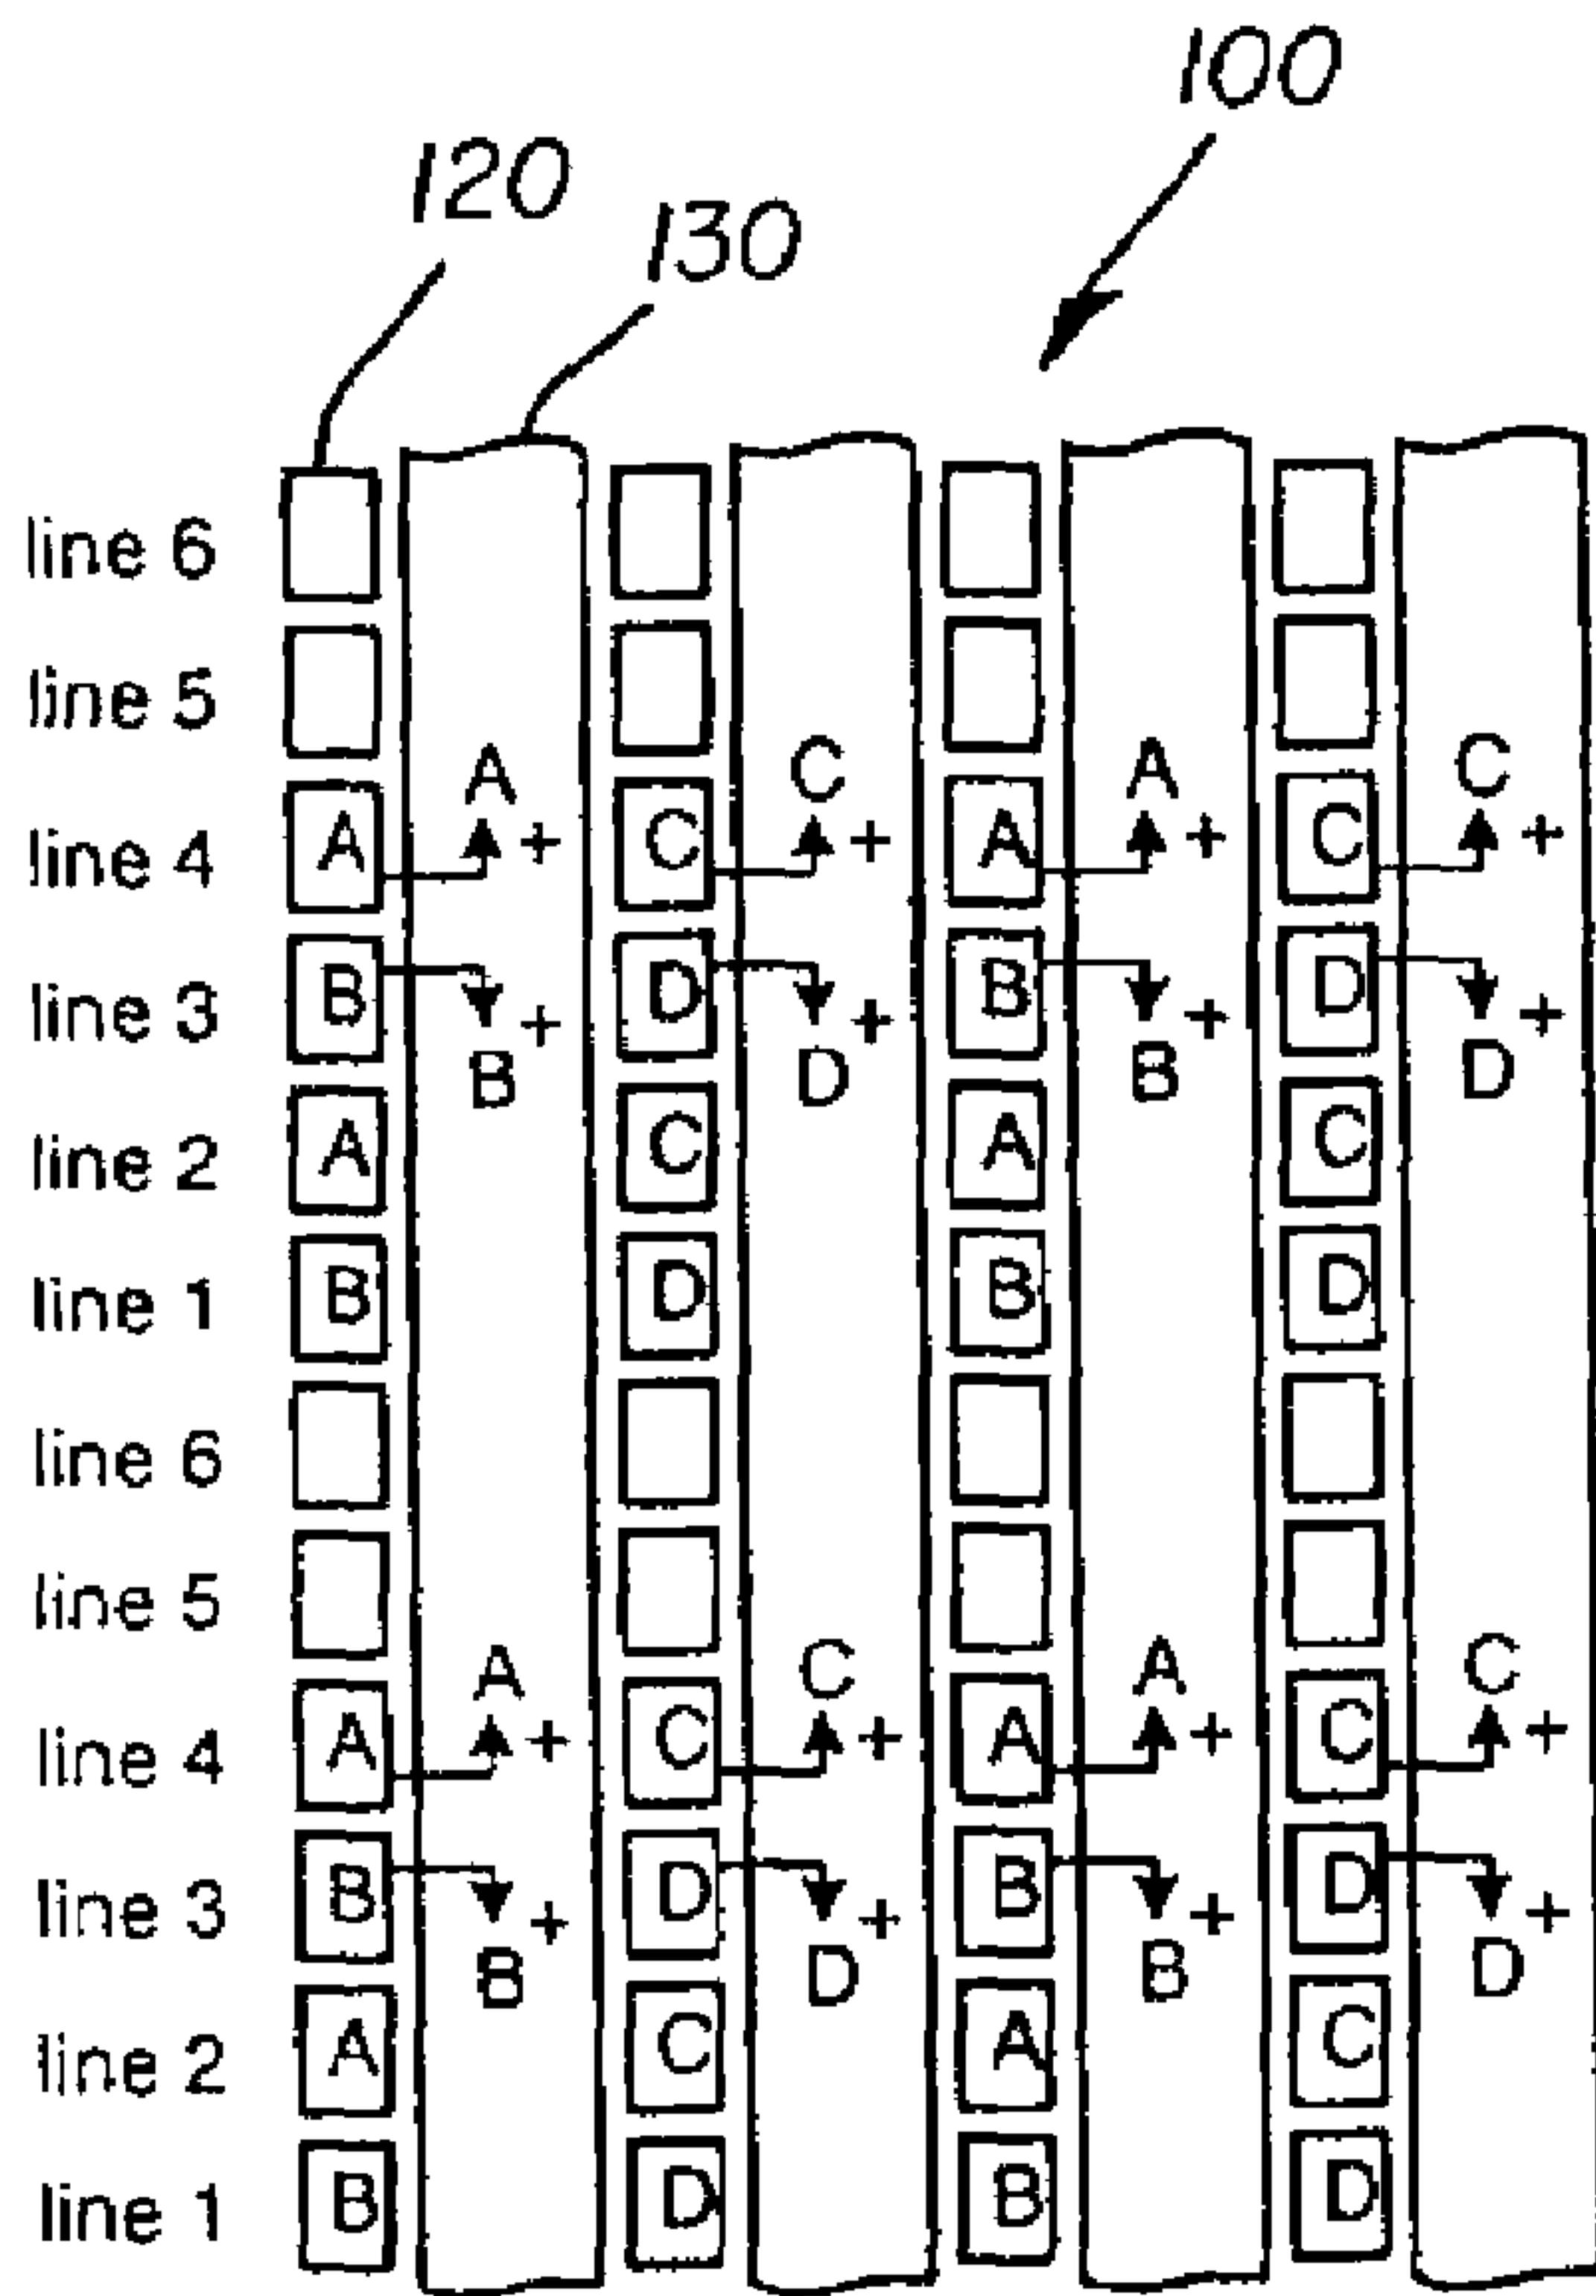 100
120
130
line 6
line 5
A C A C
line 4 A + C + A + C +
line 3 B + D + B + D +
B D B D
line 2 A C A C
line 1 B D B D
line 6
line 5
A C A C
line 4 A + C + A + C +
line 3 B + D + B + D +
B D B D
line 2 A C A C
line 1 B D B D